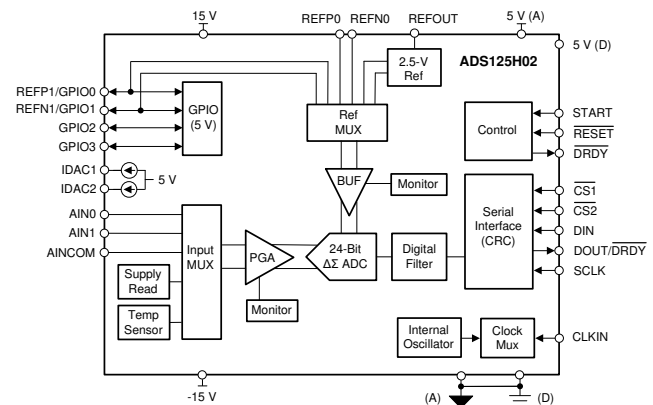 15 V
REFP0
REFN0
REFOUT
5 V (A)
5 V (D)
2.5-V
Ref
ADS125H02
REFP1/GPIO0
REFN1/GPIO1
GPIO2
GPIO3
GPIO
(5 V)
Ref
MUX
Control
START
RESET
DRDY
IDAC1
IDAC2
5 V
BUF
Monitor
CS1
CS2
DIN
DOUT/DRDY
SCLK
Serial
Interface
(CRC)
AIN0
AIN1
AINCOM
Input
MUX
PGA
24-Bit
ΔΣ ADC
Digital
Filter
Supply
Read
Temp
Sensor
Monitor
Internal
Oscillator
Clock
Mux
CLKIN
-15 V
(A)
(D)